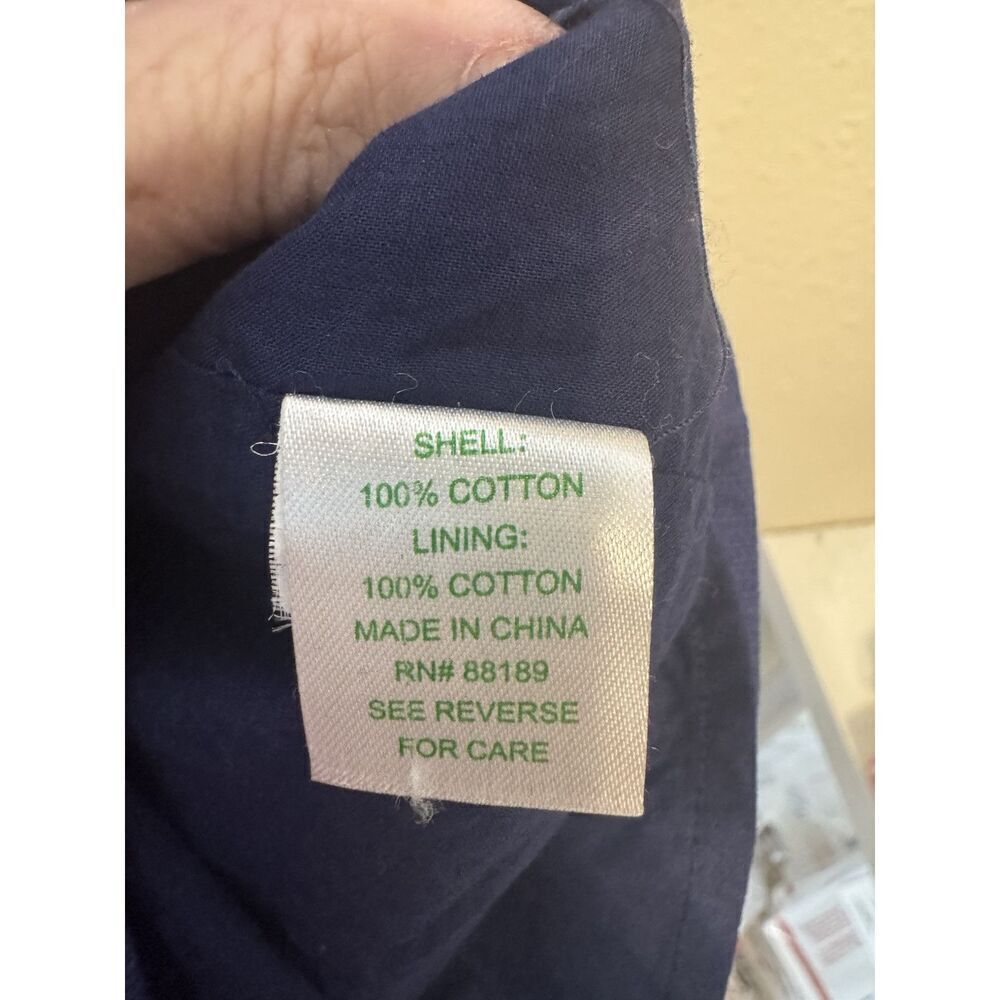 SHELL:
100% COTTON
LINING:
100% COTTON
MADE IN CHINA
RN# 88189
SEE REVERSE
FOR CARE